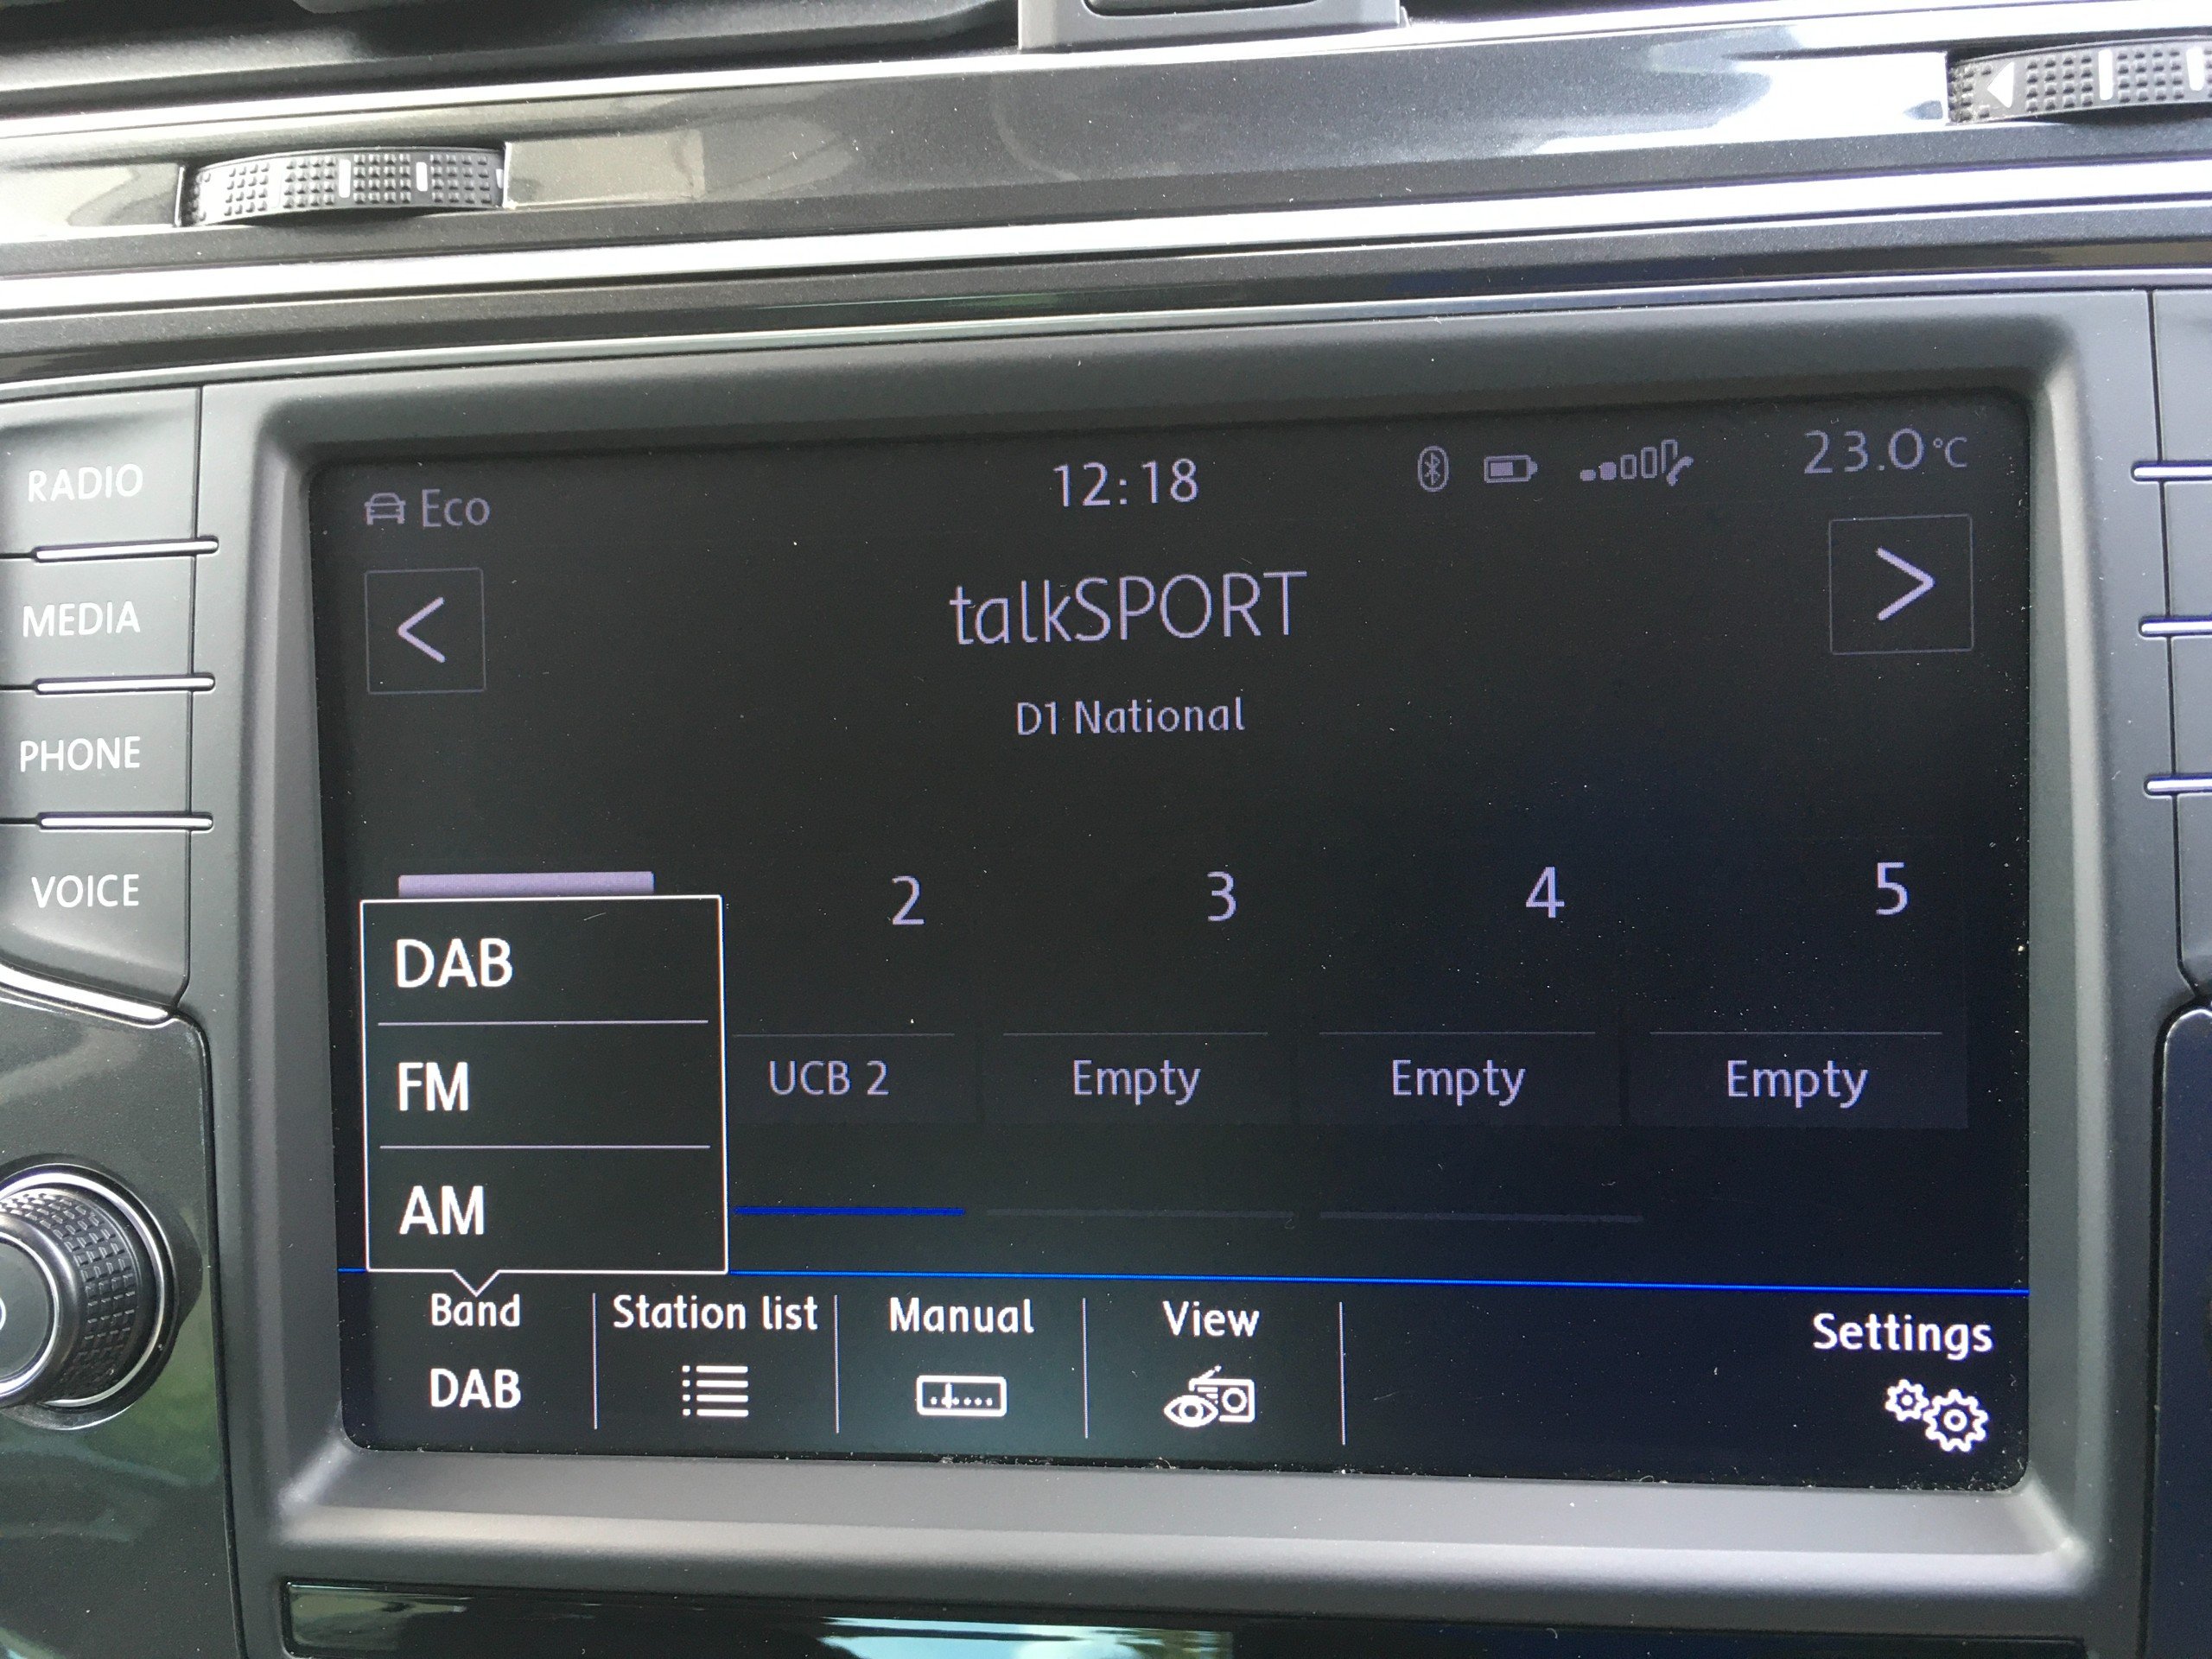 RADIO
MEDIA
PHONE
VOICE
Eco
12:18
23.0°C
<
talkSPORT
>
D1 National
2
3
4
5
UCB 2
Empty
Empty
Empty
DAB
FM
AM
Band
DAB
Station list
Manual
View
Settings